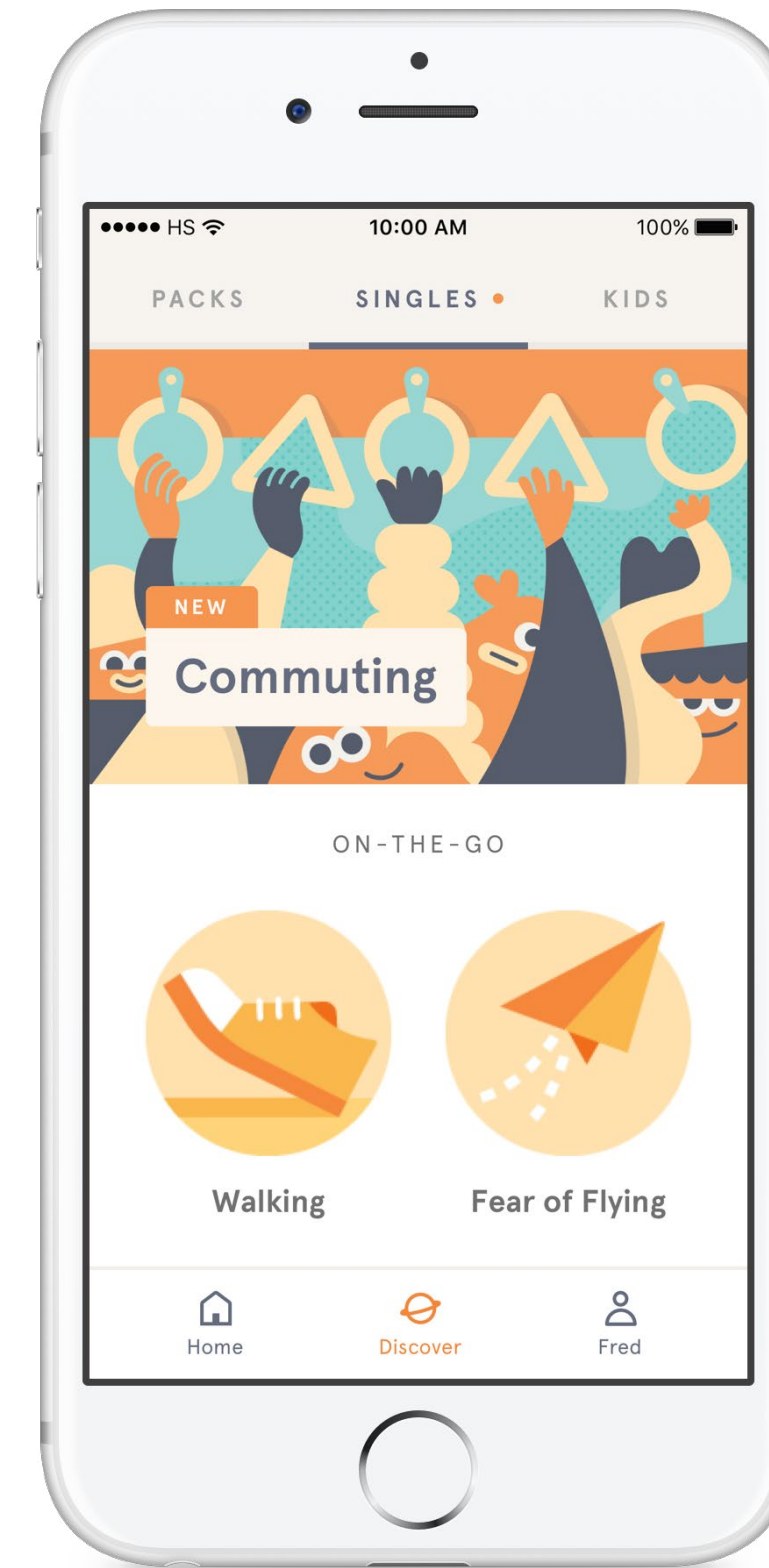 HS 10:00 AM 100%
PACKS SINGLES KIDS
NEW
Commuting
ON-THE-GO
Walking Fear of Flying
Home Discover Fred